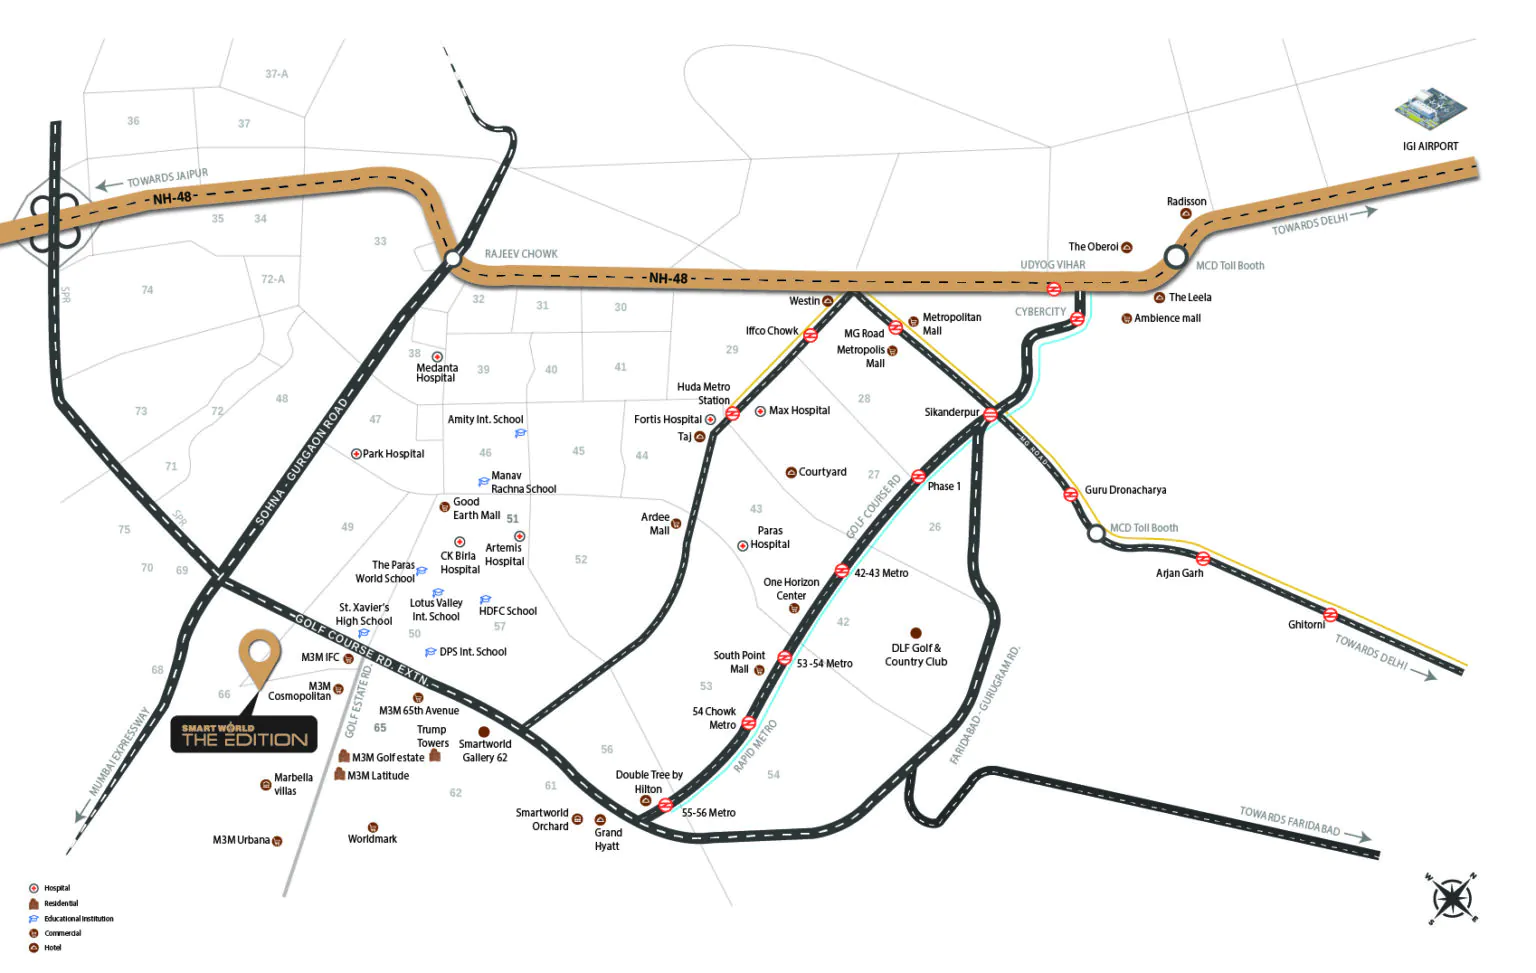 37-A
36
37
IGI AIRPORT
TOWARDS JAIPUR
NH-48
35
34
33
Radisson
TOWARDS DELHI
The Oberoi
RAJEEV CHOWK
UDYOG VIHAR
MCD Toll Booth
NH-48
74
72-A
SPR
32
31
30
Westin
The Leela
CYBERCITY
Ambience mall
Metropolitan
Mall
Iffco Chowk
MG Road
Metropolis
Mall
29
38
Medanta
Hospital
39
40
41
Huda Metro
Station
28
48
73
72
47
Amity Int. School
Fortis Hospital
Max Hospital
Sikanderpur
Taj
MG ROAD
SOHNA - GURGAON ROAD
Park Hospital
46
45
44
71
Manav
Rachna School
Courtyard
27
Phase 1
Guru Dronacharya
Good
Earth Mall
51
SPR
75
49
Ardee
Mall
43
GOLF COURSE RD
26
MCD Toll Booth
Paras
Hospital
CK Birla
Hospital
Artemis
Hospital
52
70
69
The Paras
World School
42-43 Metro
Arjan Garh
One Horizon
Center
Lotus Valley
Int. School
HDFC School
St. Xavier's
High School
57
50
42
Ghitorni
GOLF COURSE RD. EXTN.
DPS Int. School
DLF Golf &
Country Club
TOWARDS DELHI
M3M IFC
South Point
Mall
53 -54 Metro
68
66
M3M
Cosmopolitan
GOLF ESTATE RD.
53
M3M 65th Avenue
54 Chowk
Metro
FARIDABAD - GURUGRAM RD.
SMART WORLD
THE EDITION
65
Trump
Towers
Smartworld
Gallery 62
56
RAPID METRO
MUMBAI EXPRESSWAY
M3M Golf estate
M3M Latitude
54
Marbella
villas
62
61
Double Tree by
Hilton
55-56 Metro
Smartworld
Orchard
Grand
Hyatt
TOWARDS FARIDABAD
M3M Urbana
Worldmark
Hospital
Residential
Educational Institution
Commercial
Hotel
W
N
S
E